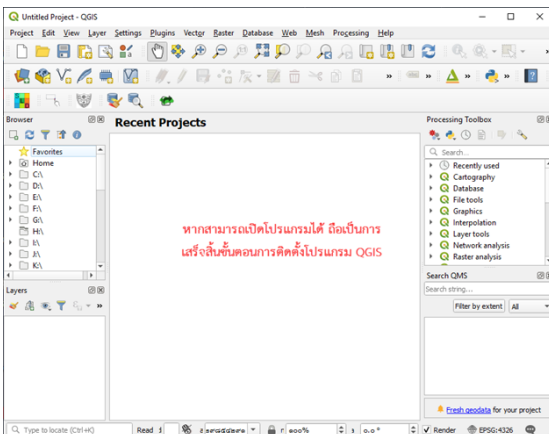 Untitled Project - QGIS
Project Edit View Layer Settings Plugins Vector Raster Database Web Mesh Processing Help
Browser
Favorites
Home
C:\
D:\
E:\
F:\
G:\
H:\
I:\
J:\
K:\
Layers
Recent Projects
หากสามารถเปิดโปรแกรมได้ ถือเป็นการ
เสร็จสิ้นขั้นตอนการติดตั้งโปรแกรม QGIS
Processing Toolbox
Search...
Recently used
Cartography
Database
File tools
Graphics
Interpolation
Layer tools
Network analysis
Raster analysis
Search QMS
Search string...
Filter by extent All
Fresh geodata for your project
Type to locate (Ctrl+K) Read ๑๐๐% ๐.๐ ° Render EPSG:4326